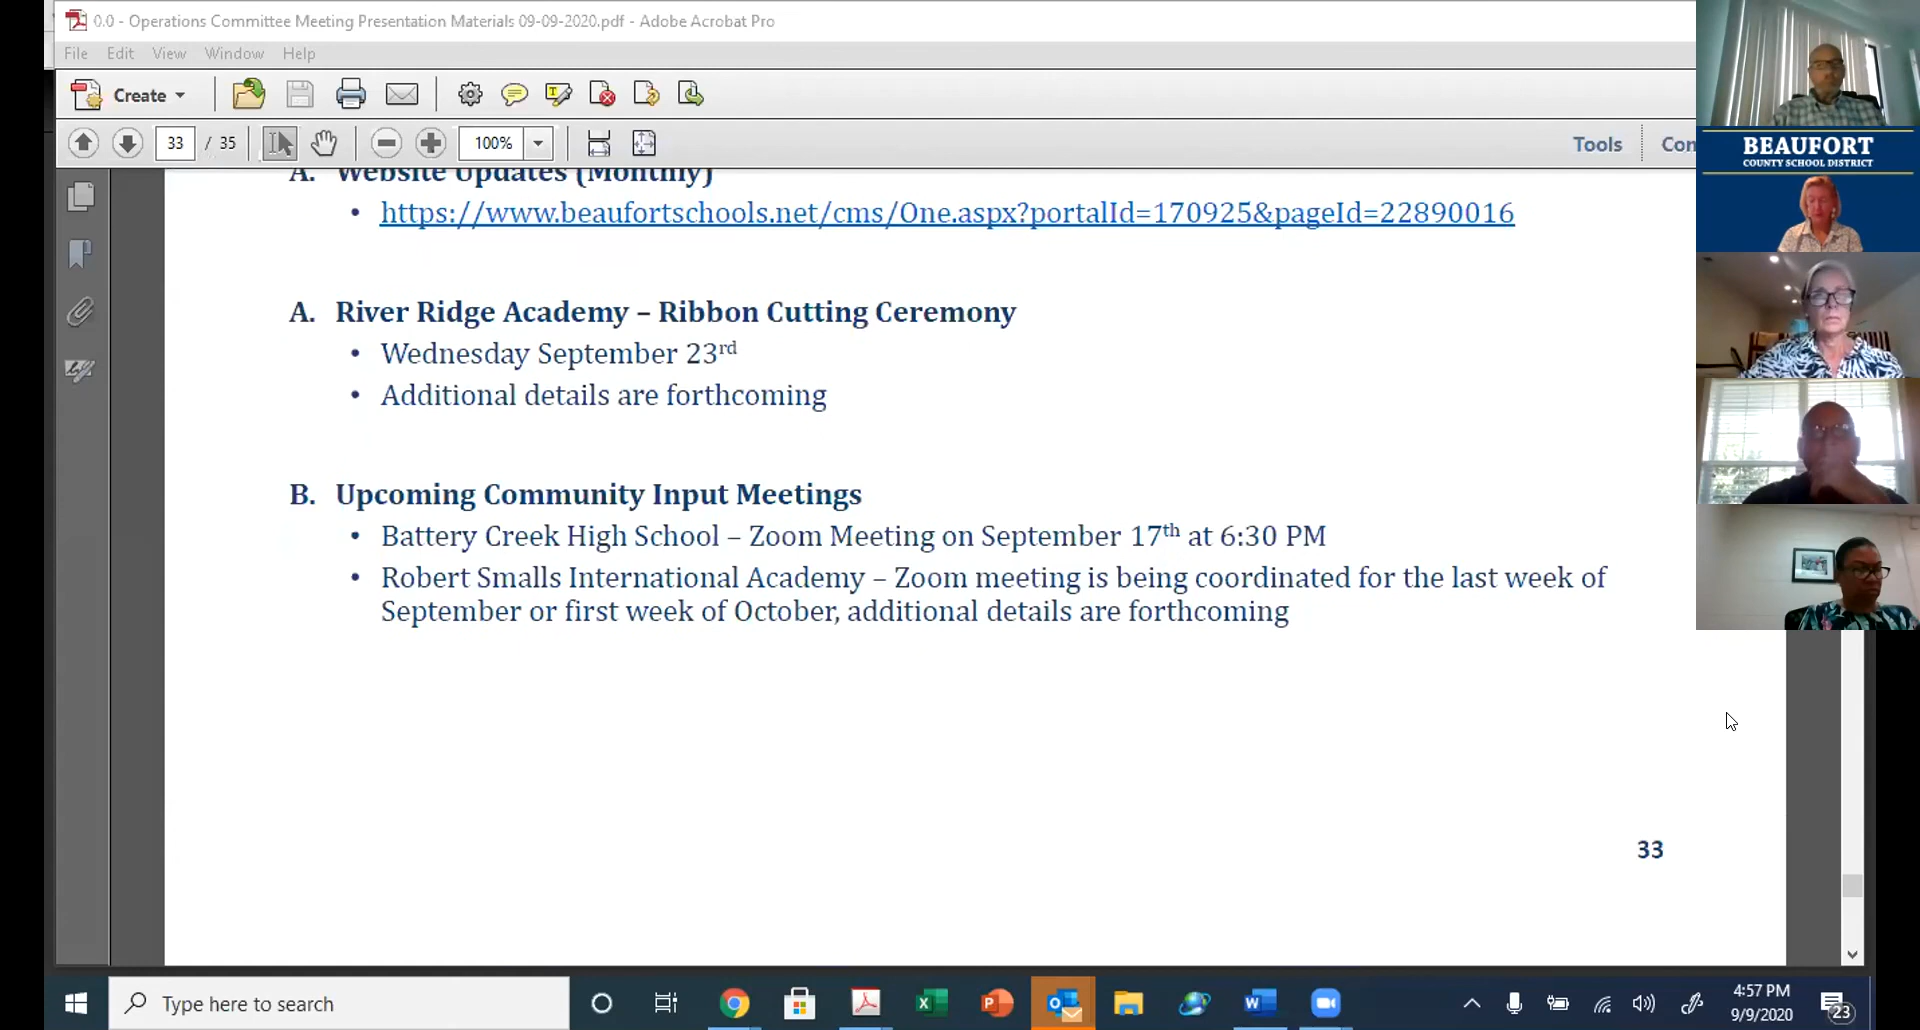 0.0 - Operations Committee Meeting Presentation Materials 09-09-2020.pdf - Adobe Acrobat Pro
File Edit View Window Help
Create
33 / 35 100% Tools
BEAUFORT
COUNTY SCHOOL DISTRICT
A. Website Updates (Monthly)
• https://www.beaufortschools.net/cms/One.aspx?portalId=170925&pageId=22890016
A. River Ridge Academy – Ribbon Cutting Ceremony
• Wednesday September 23rd
• Additional details are forthcoming
B. Upcoming Community Input Meetings
• Battery Creek High School – Zoom Meeting on September 17th at 6:30 PM
• Robert Smalls International Academy – Zoom meeting is being coordinated for the last week of
September or first week of October, additional details are forthcoming
33
Type here to search
4:57 PM
9/9/2020
23